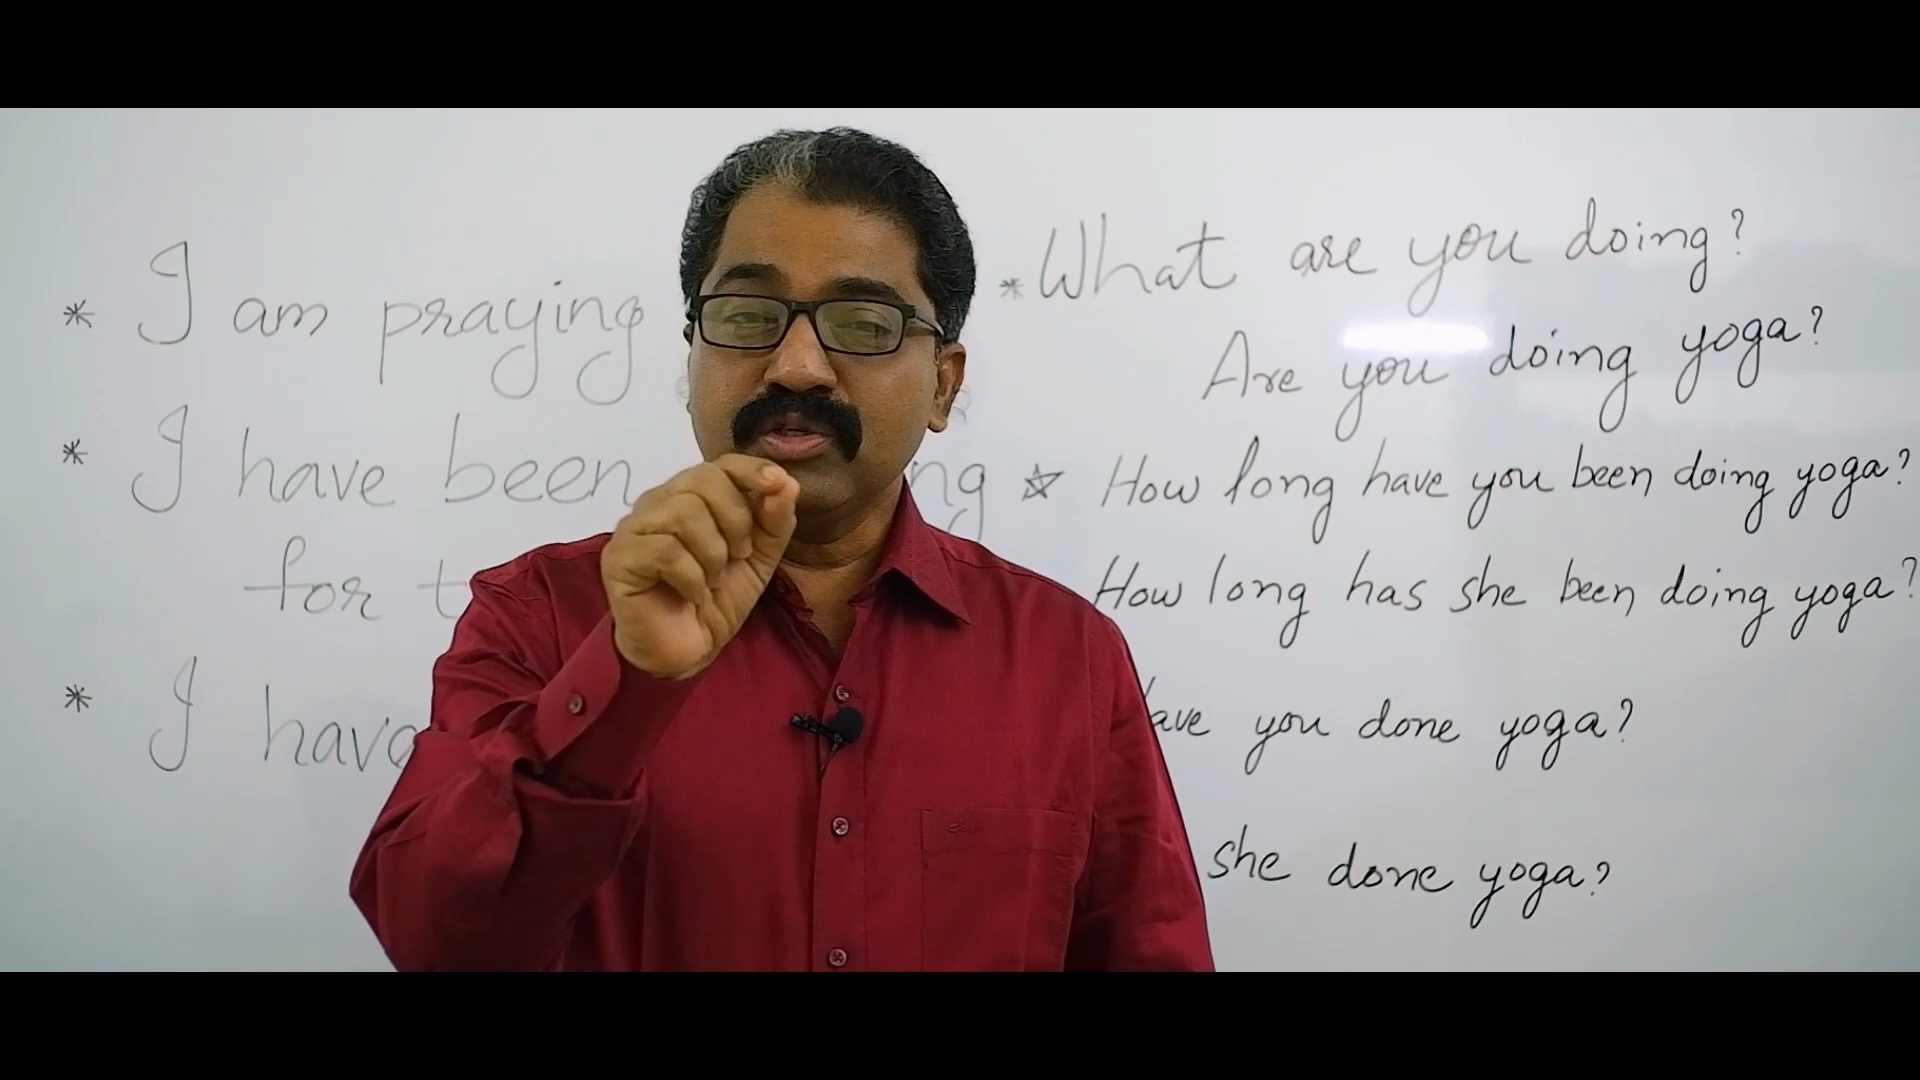 * I am praying
* I have been ng
for t
* I have
* What are you doing?
Are you doing yoga?
☆ How long have you been doing yoga?
How long has she been doing yoga?
ave you done yoga?
she done yoga?